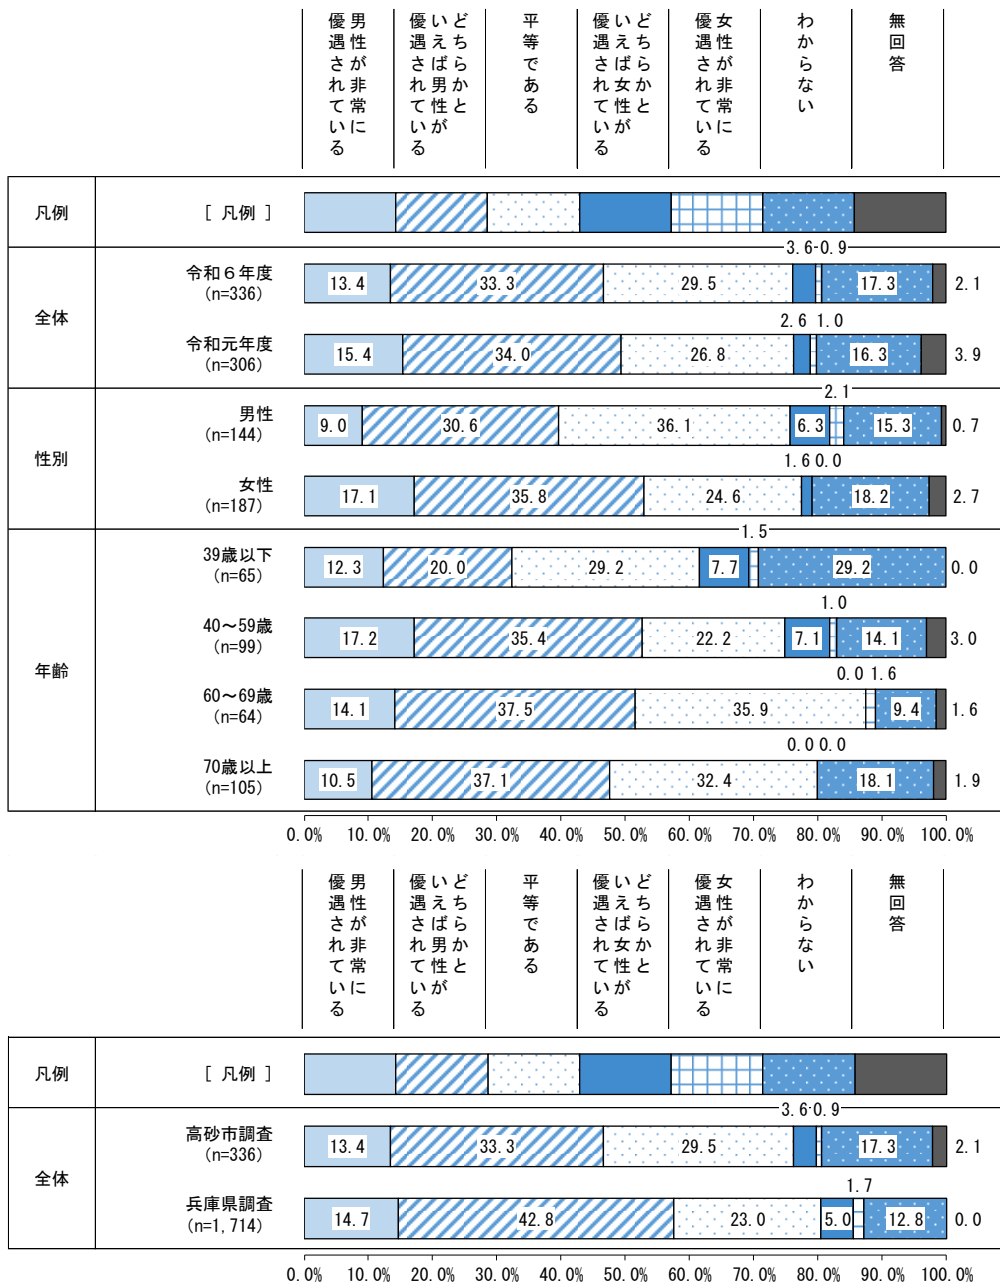 男性が非常に
優遇されている
どちらかと
いえば男性が
優遇されている
平等である
どちらかと
いえば女性が
優遇されている
女性が非常に
優遇されている
わからない
無回答
凡例
[ 凡例 ]
3.6 0.9
全体
令和6年度
(n=336)
13.4 33.3 29.5 17.3 2.1
2.6 1.0
令和元年度
(n=306)
15.4 34.0 26.8 16.3 3.9
2.1
性別
男性
(n=144)
9.0 30.6 36.1 6.3 15.3 0.7
1.6 0.0
女性
(n=187)
17.1 35.8 24.6 18.2 2.7
1.5
年齢
39歳以下
(n=65)
12.3 20.0 29.2 7.7 29.2 0.0
1.0
40〜59歳
(n=99)
17.2 35.4 22.2 7.1 14.1 3.0
0.0 1.6
60〜69歳
(n=64)
14.1 37.5 35.9 9.4 1.6
0.0 0.0
70歳以上
(n=105)
10.5 37.1 32.4 18.1 1.9
0.0% 10.0% 20.0% 30.0% 40.0% 50.0% 60.0% 70.0% 80.0% 90.0% 100.0%
男性が非常に
優遇されている
どちらかと
いえば男性が
優遇されている
平等である
どちらかと
いえば女性が
優遇されている
女性が非常に
優遇されている
わからない
無回答
凡例
[ 凡例 ]
3.6 0.9
全体
高砂市調査
(n=336)
13.4 33.3 29.5 17.3 2.1
1.7
兵庫県調査
(n=1,714)
14.7 42.8 23.0 5.0 12.8 0.0
0.0% 10.0% 20.0% 30.0% 40.0% 50.0% 60.0% 70.0% 80.0% 90.0% 100.0%